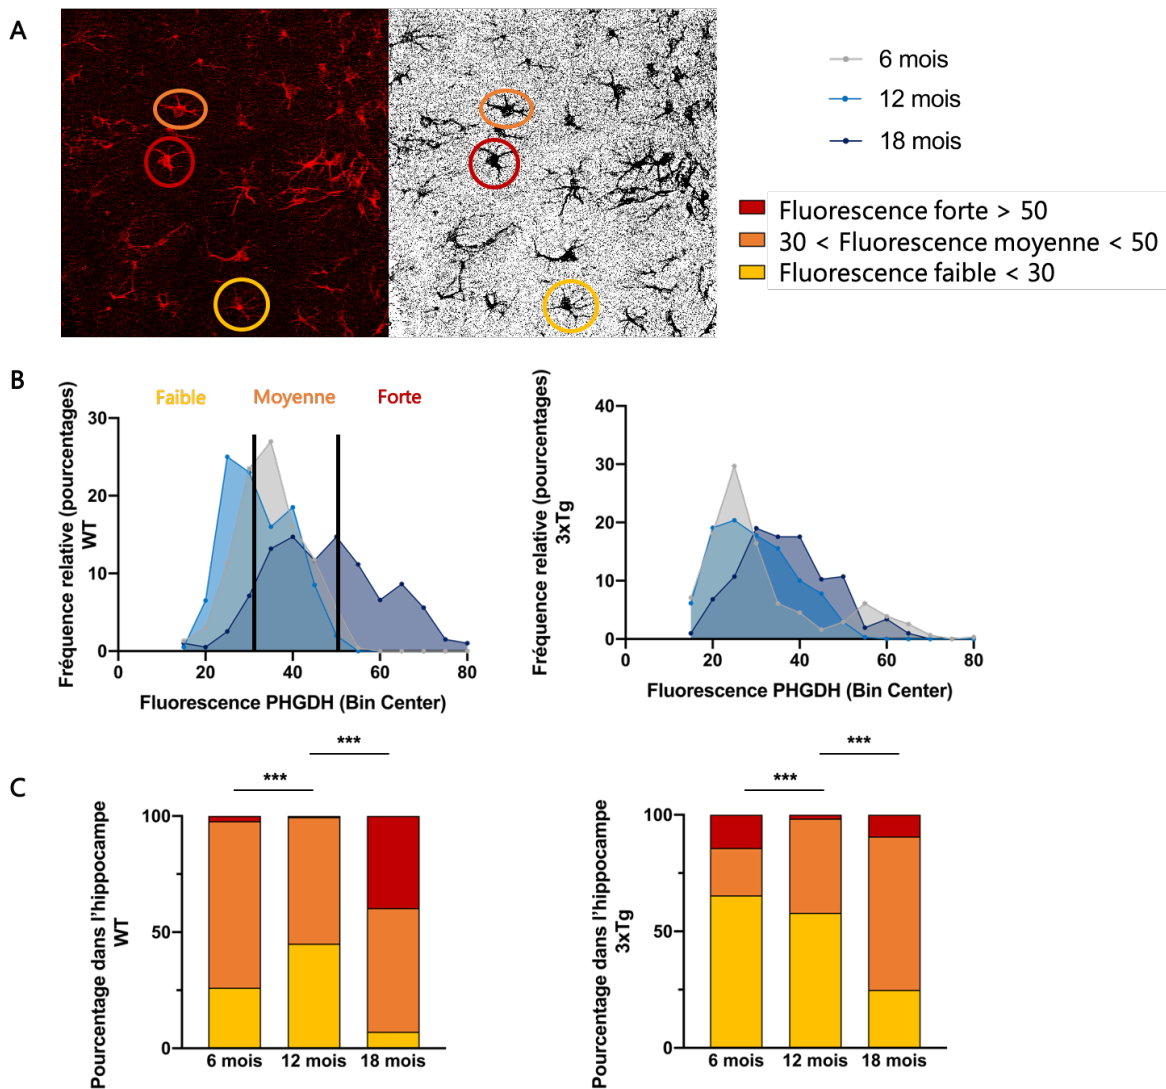 A
6 mois
12 mois
18 mois
Fluorescence forte > 50
30 < Fluorescence moyenne < 50
Fluorescence faible < 30
B
Faible
Moyenne
Forte
Fréquence relative (pourcentages)
WT
30
20
10
0
0
20
40
60
80
Fluorescence PHGDH (Bin Center)
Fréquence relative (pourcentages)
3xTg
40
30
20
10
0
0
20
40
60
80
Fluorescence PHGDH (Bin Center)
C
***
***
Pourcentage dans l'hippocampe
WT
100
50
0
6 mois
12 mois
18 mois
***
***
Pourcentage dans l'hippocampe
3xTg
100
50
0
6 mois
12 mois
18 mois